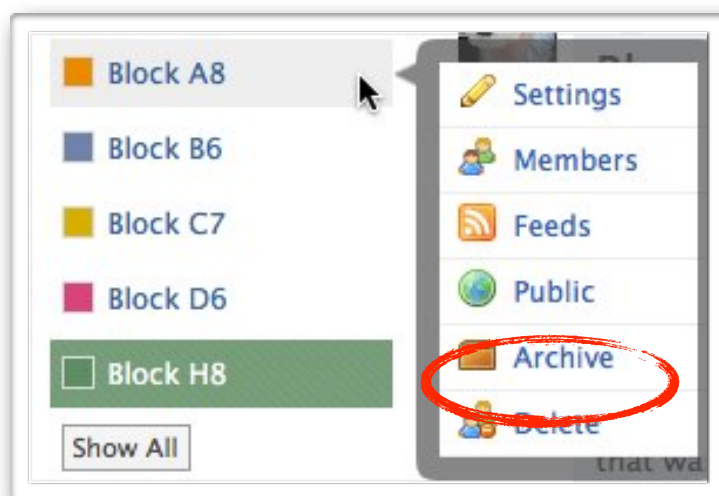 Block A8
Block B6
Block C7
Block D6
Block H8
Show All
Settings
Members
Feeds
Public
Archive
Delete
that wa